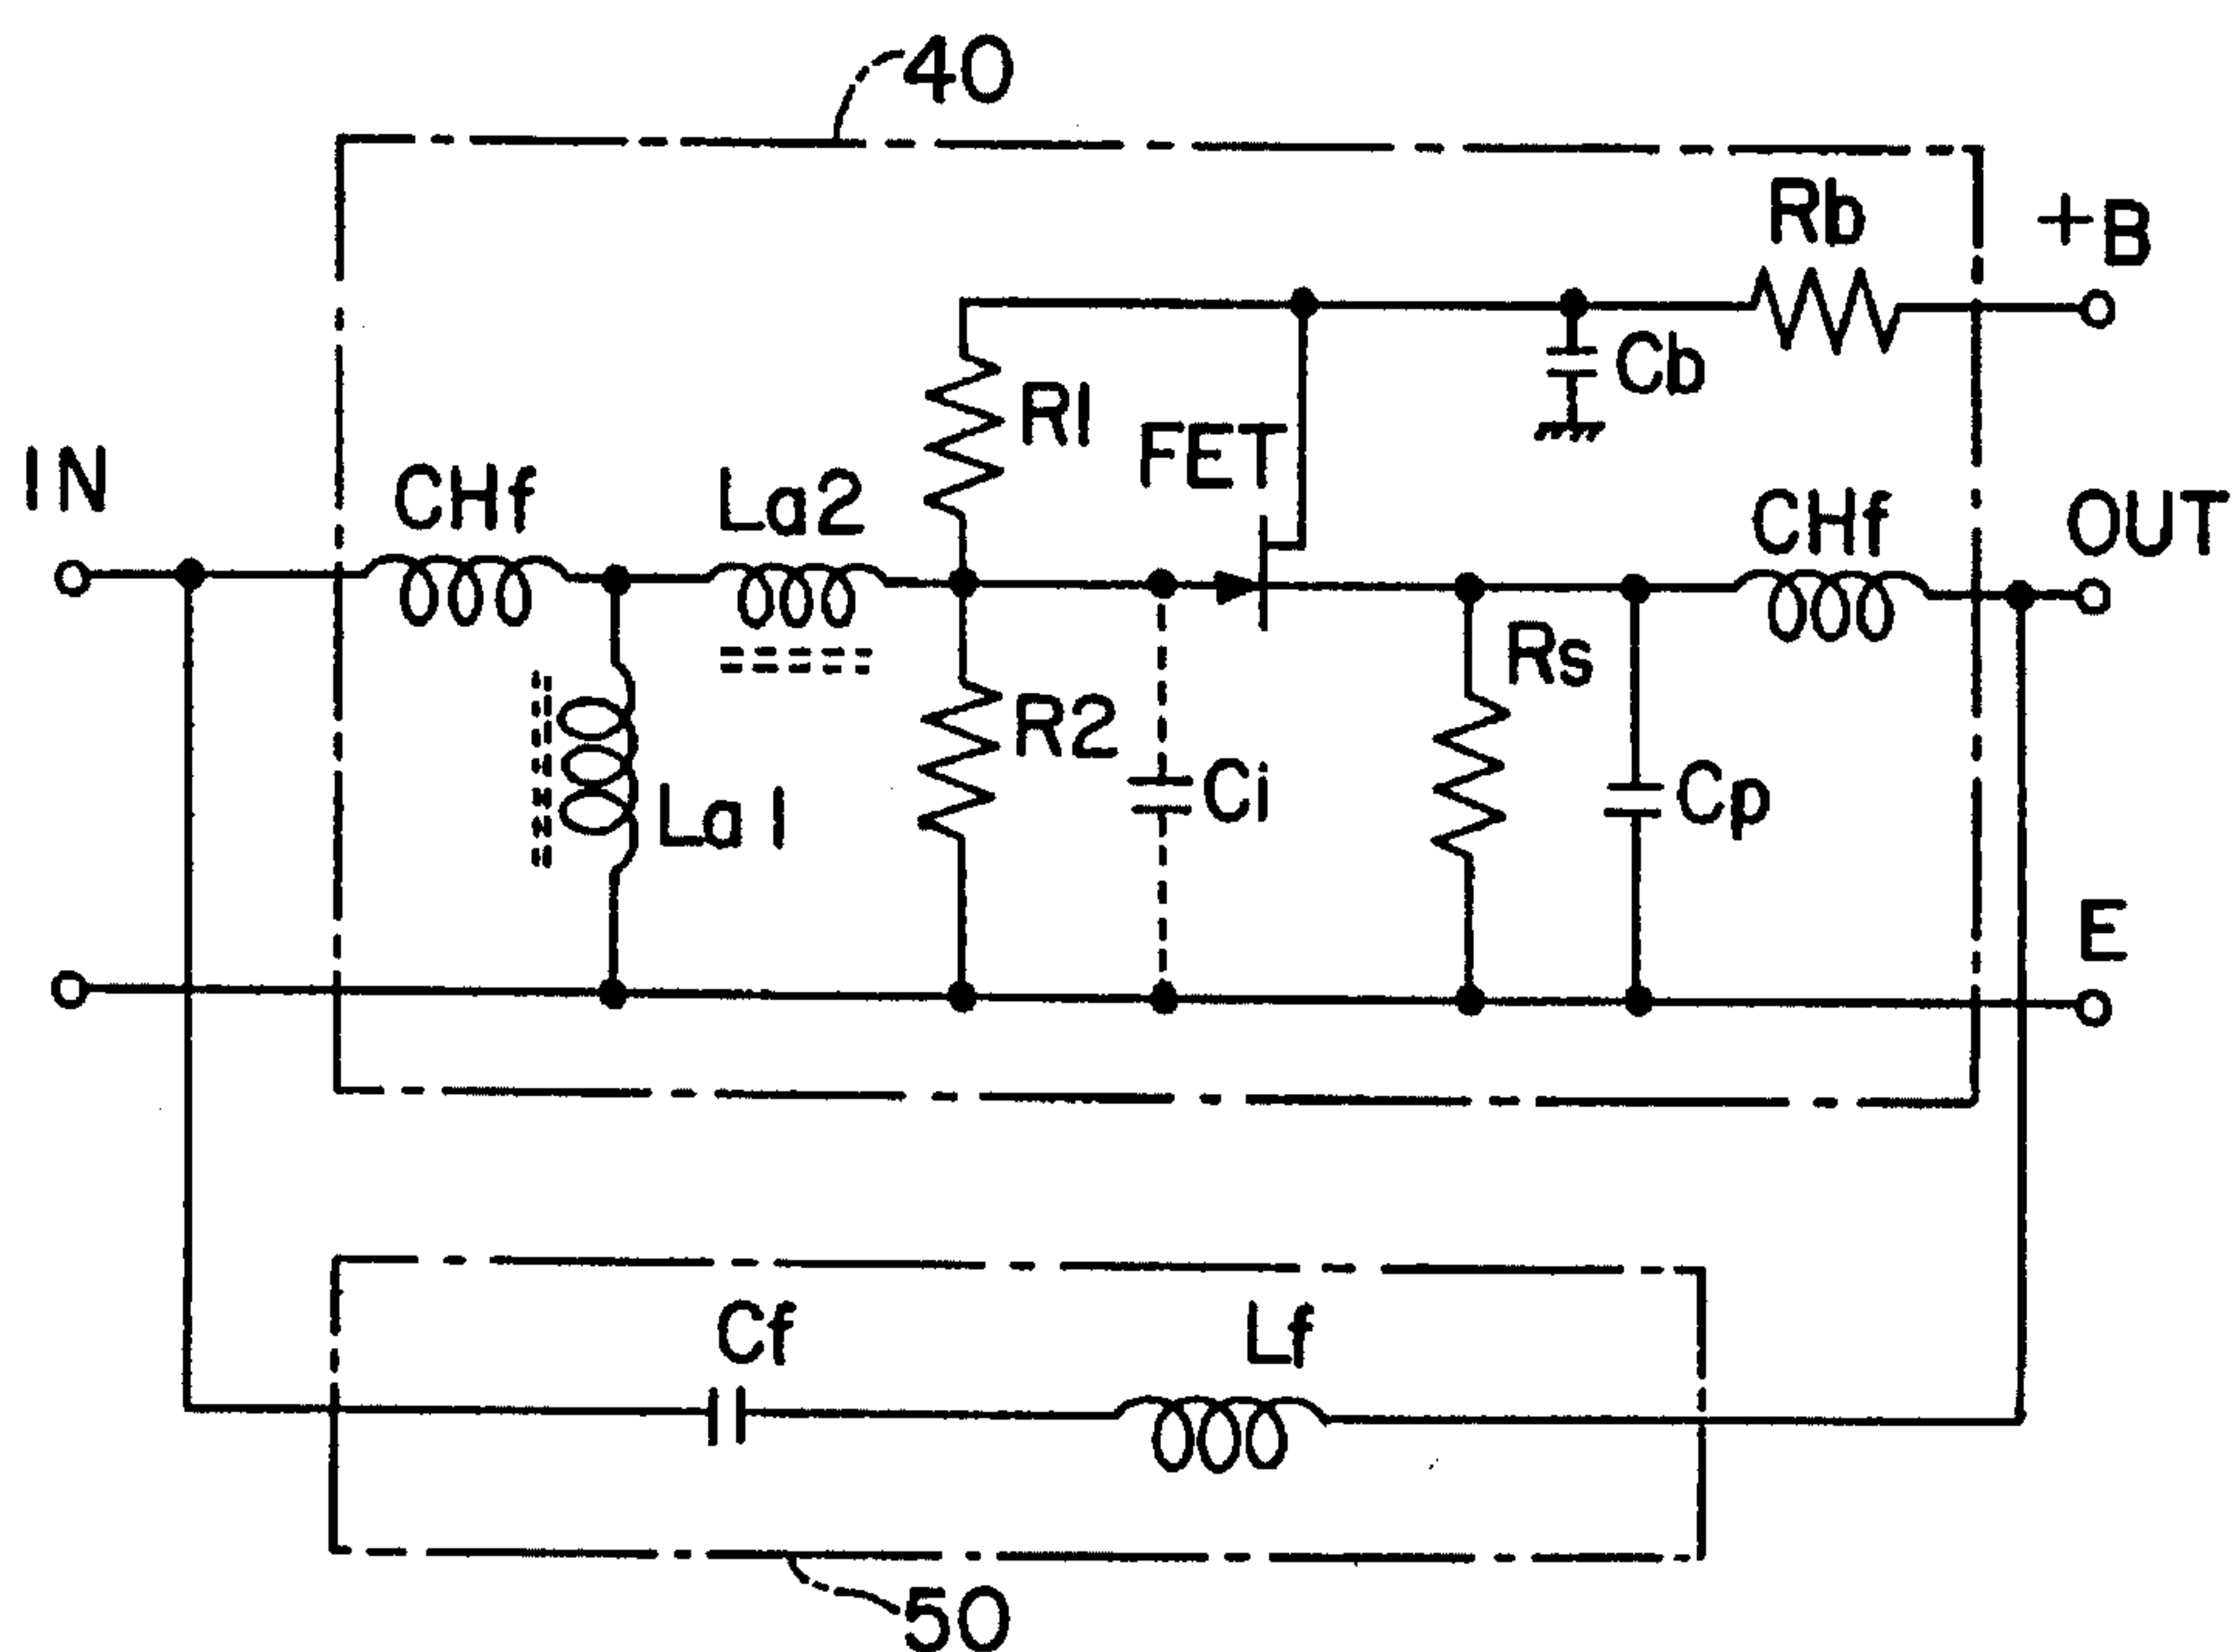 40
Rb
+B
Cb
R1
FET
IN
CHf
La2
CHf
OUT
Rs
R2
Ci
Cp
La1
E
Cf
Lf
50